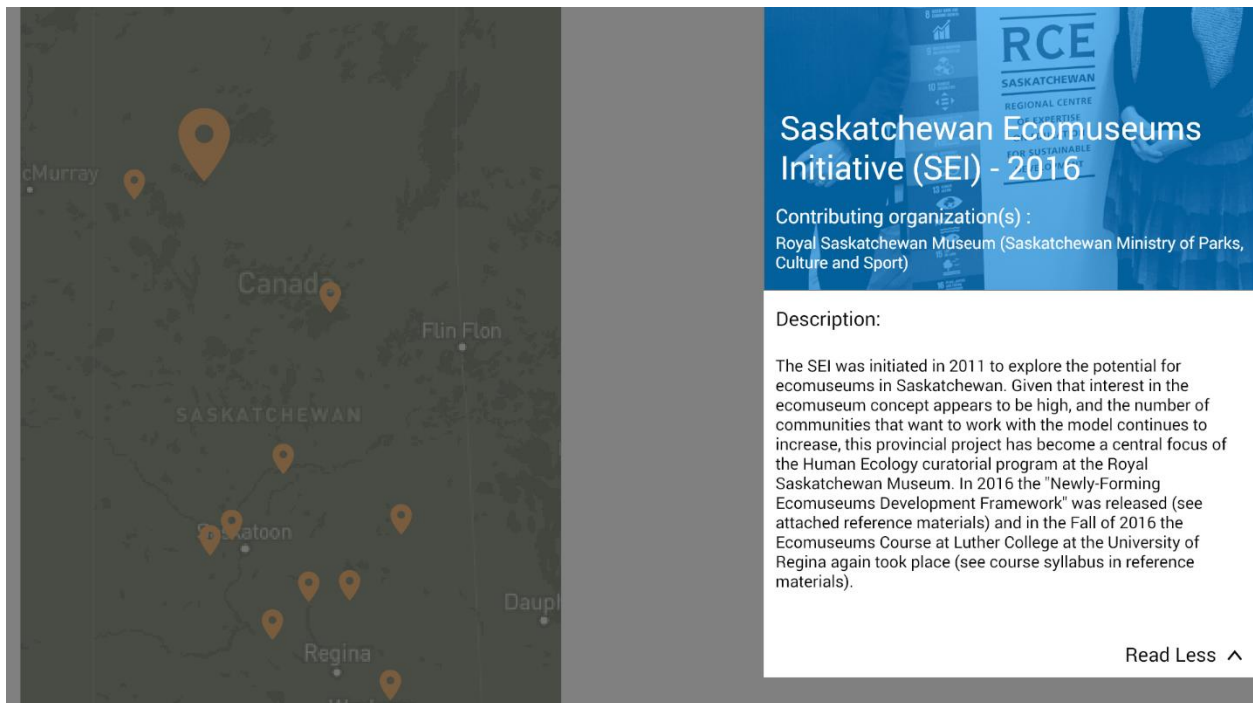 cMurray
Canada
Flin Flon
SASKATCHEWAN
Saskatoon
Dauph
Regina
RCE
SASKATCHEWAN
REGIONAL CENTRE
OF EXPERTISE
FOR SUSTAINABLE
DEVELOPMENT
Saskatchewan Ecomuseums
Initiative (SEI) - 2016
Contributing organization(s) :
Royal Saskatchewan Museum (Saskatchewan Ministry of Parks,
Culture and Sport)
Description:
The SEI was initiated in 2011 to explore the potential for
ecomuseums in Saskatchewan. Given that interest in the
ecomuseum concept appears to be high, and the number of
communities that want to work with the model continues to
increase, this provincial project has become a central focus of
the Human Ecology curatorial program at the Royal
Saskatchewan Museum. In 2016 the "Newly-Forming
Ecomuseums Development Framework" was released (see
attached reference materials) and in the Fall of 2016 the
Ecomuseums Course at Luther College at the University of
Regina again took place (see course syllabus in reference
materials).
Read Less